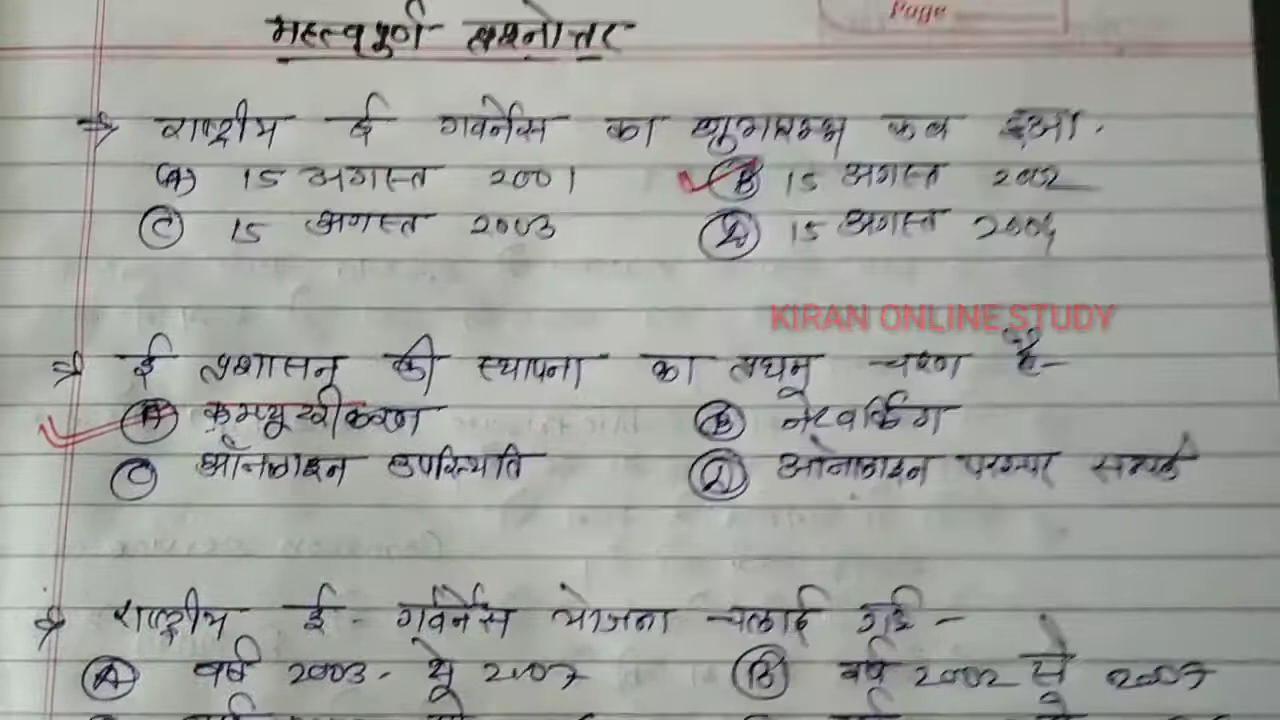 Page
महत्वपूर्ण प्रश्नोत्तर
→ राष्ट्रीय ई गवर्नेंस का शुभारम्भ कब हुआ.
(A) 15 अगस्त 2001 (B) 15 अगस्त 2002
(C) 15 अगस्त 2003 (D) 15 अगस्त
KIRAN ONLINE STUDY
→ ई प्रशासन की स्थापना का प्रथम चरण है-
(A) कम्प्यूटरीकरण (B) नेटवर्किंग
(C) ऑनलाइन उपस्थिति (D) ऑनलाइन परस्पर सम्पर्क
→ राष्ट्रीय ई-गवर्नेंस योजना चलाई गई -
(A) वर्ष 2003- से 2007 (B) वर्ष 2002 से 2007